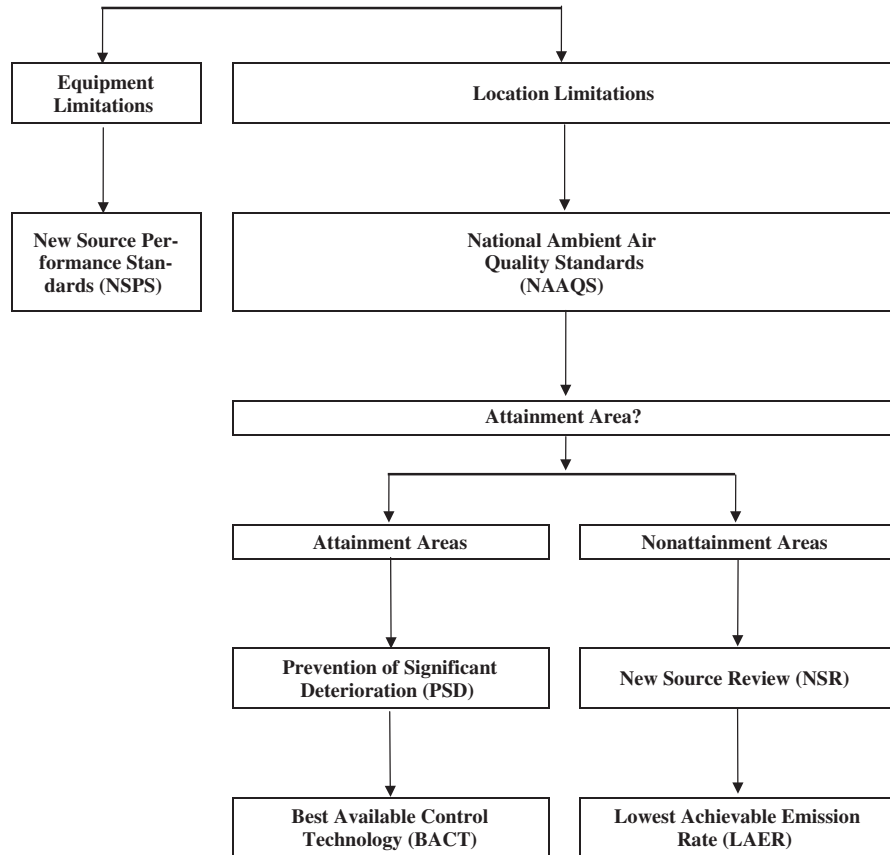 Equipment
Limitations
Location Limitations
New Source Per-
formance Stan-
dards (NSPS)
National Ambient Air
Quality Standards
(NAAQS)
Attainment Area?
Attainment Areas
Nonattainment Areas
Prevention of Significant
Deterioration (PSD)
New Source Review (NSR)
Best Available Control
Technology (BACT)
Lowest Achievable Emission
Rate (LAER)